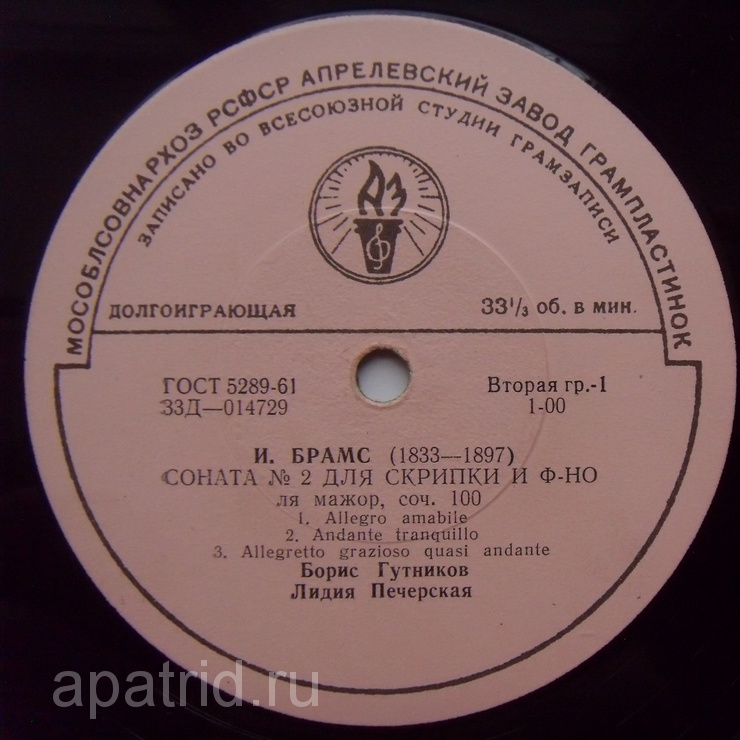 МОСОБЛСОВНАРХОЗ РСФСР АПРЕЛЕВСКИЙ ЗАВОД ГРАМПЛАСТИНОК
ЗАПИСАНО ВО ВСЕСОЮЗНОЙ СТУДИИ ГРАМЗАПИСИ
АЗ
ДОЛГОИГРАЮЩАЯ
33 1/3 об. в мин.
ГОСТ 5289-61
33Д—014729
Вторая гр.-1
1-00
И. БРАМС (1833—1897)
СОНАТА № 2 ДЛЯ СКРИПКИ И Ф-НО
ля мажор, соч. 100
1. Allegro amabile
2. Andante tranquillo
3. Allegretto grazioso quasi andante
Борис Гутников
Лидия Печерская
apatrid.ru